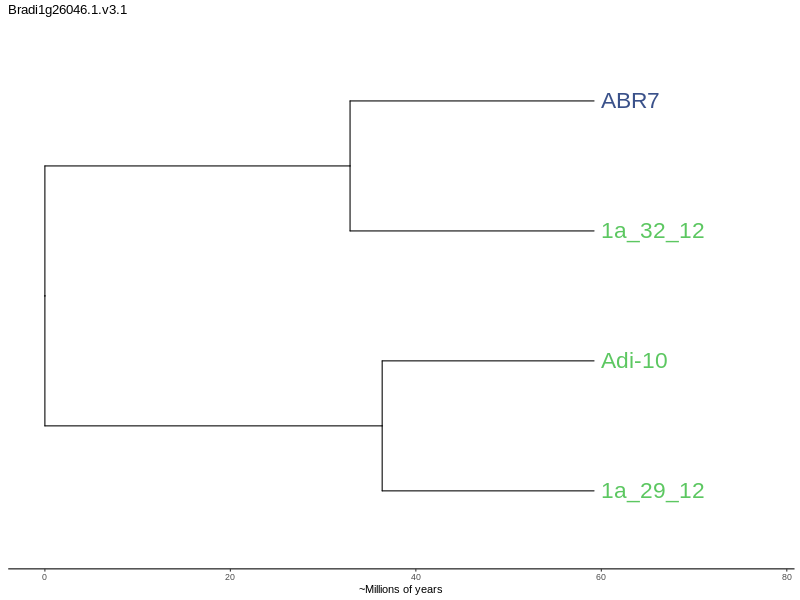 Bradi1g26046.1.v3.1
ABR7
1a_32_12
Adi-10
1a_29_12
0 20 40 60 80
~Millions of years